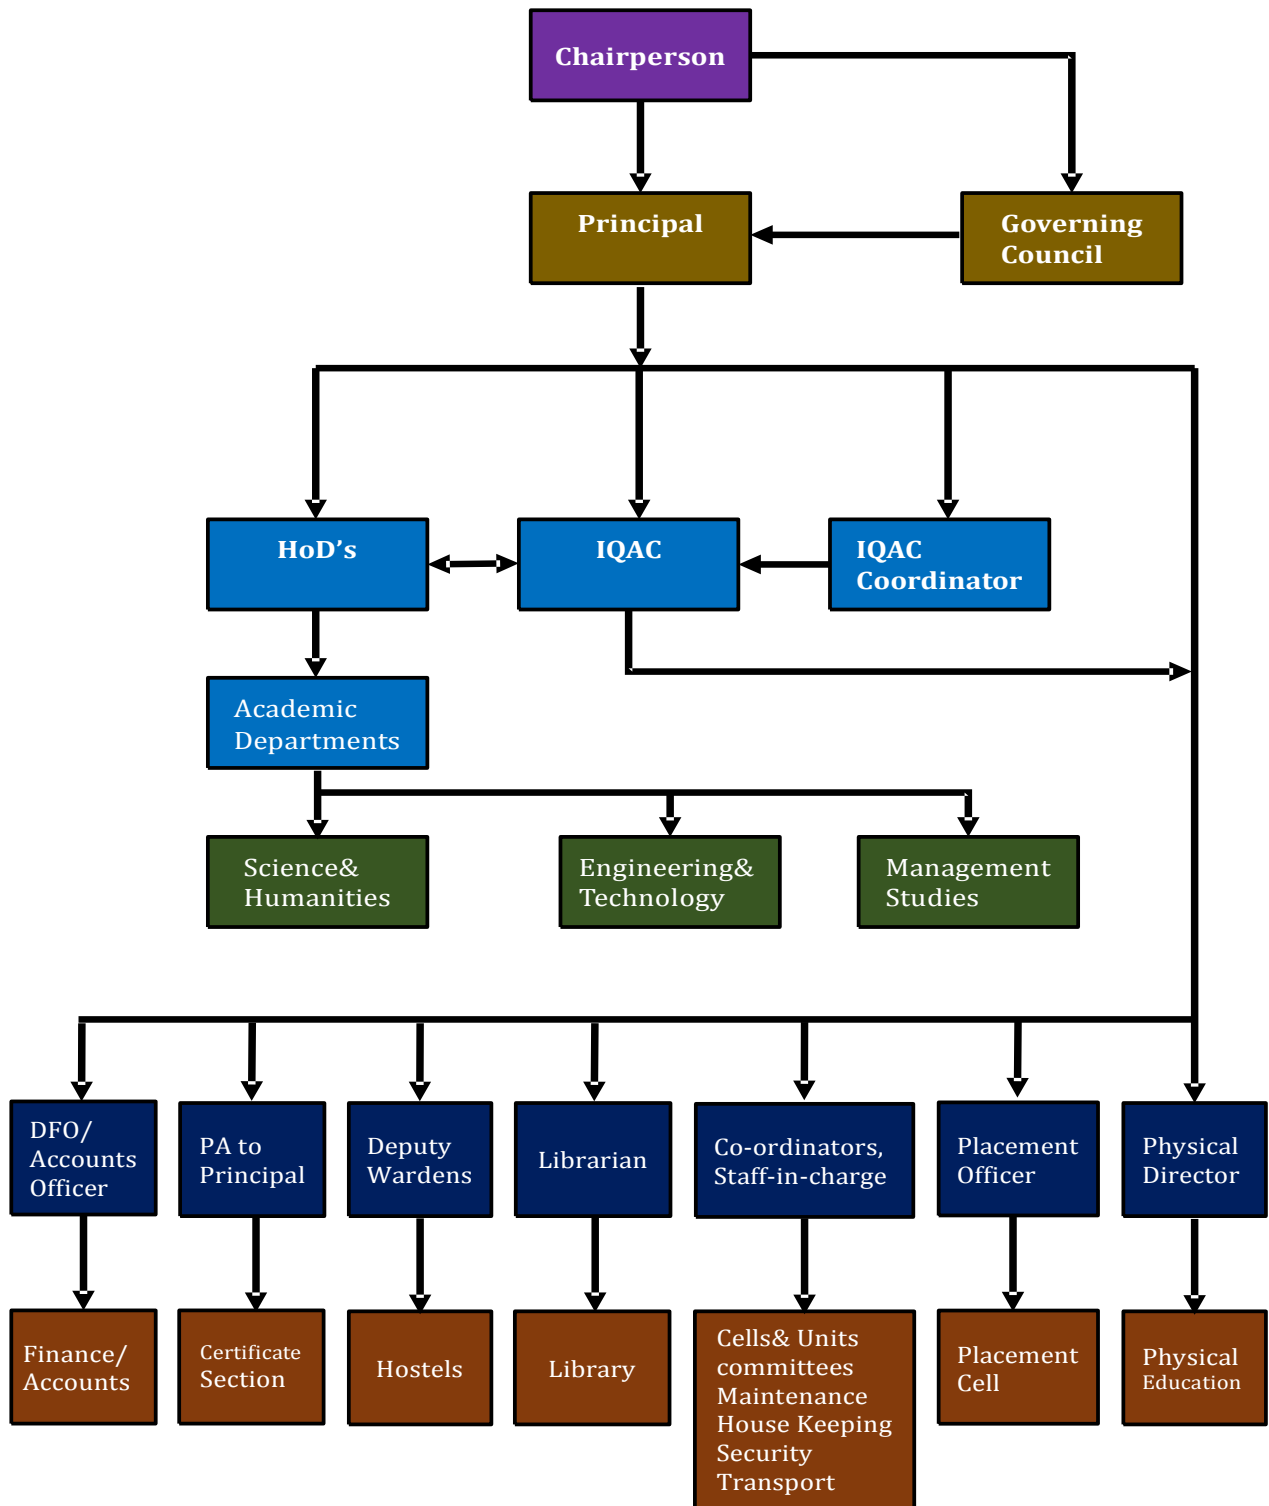 Chairperson
Principal
Governing
Council
HoD's
IQAC
IQAC
Coordinator
Academic
Departments
Science&
Humanities
Engineering&
Technology
Management
Studies
DFO/
Accounts
Officer
PA to
Principal
Deputy
Wardens
Librarian
Co-ordinators,
Staff-in-charge
Placement
Officer
Physical
Director
Finance/
Accounts
Certificate
Section
Hostels
Library
Cells& Units
committees
Maintenance
House Keeping
Security
Transport
Placement
Cell
Physical
Education